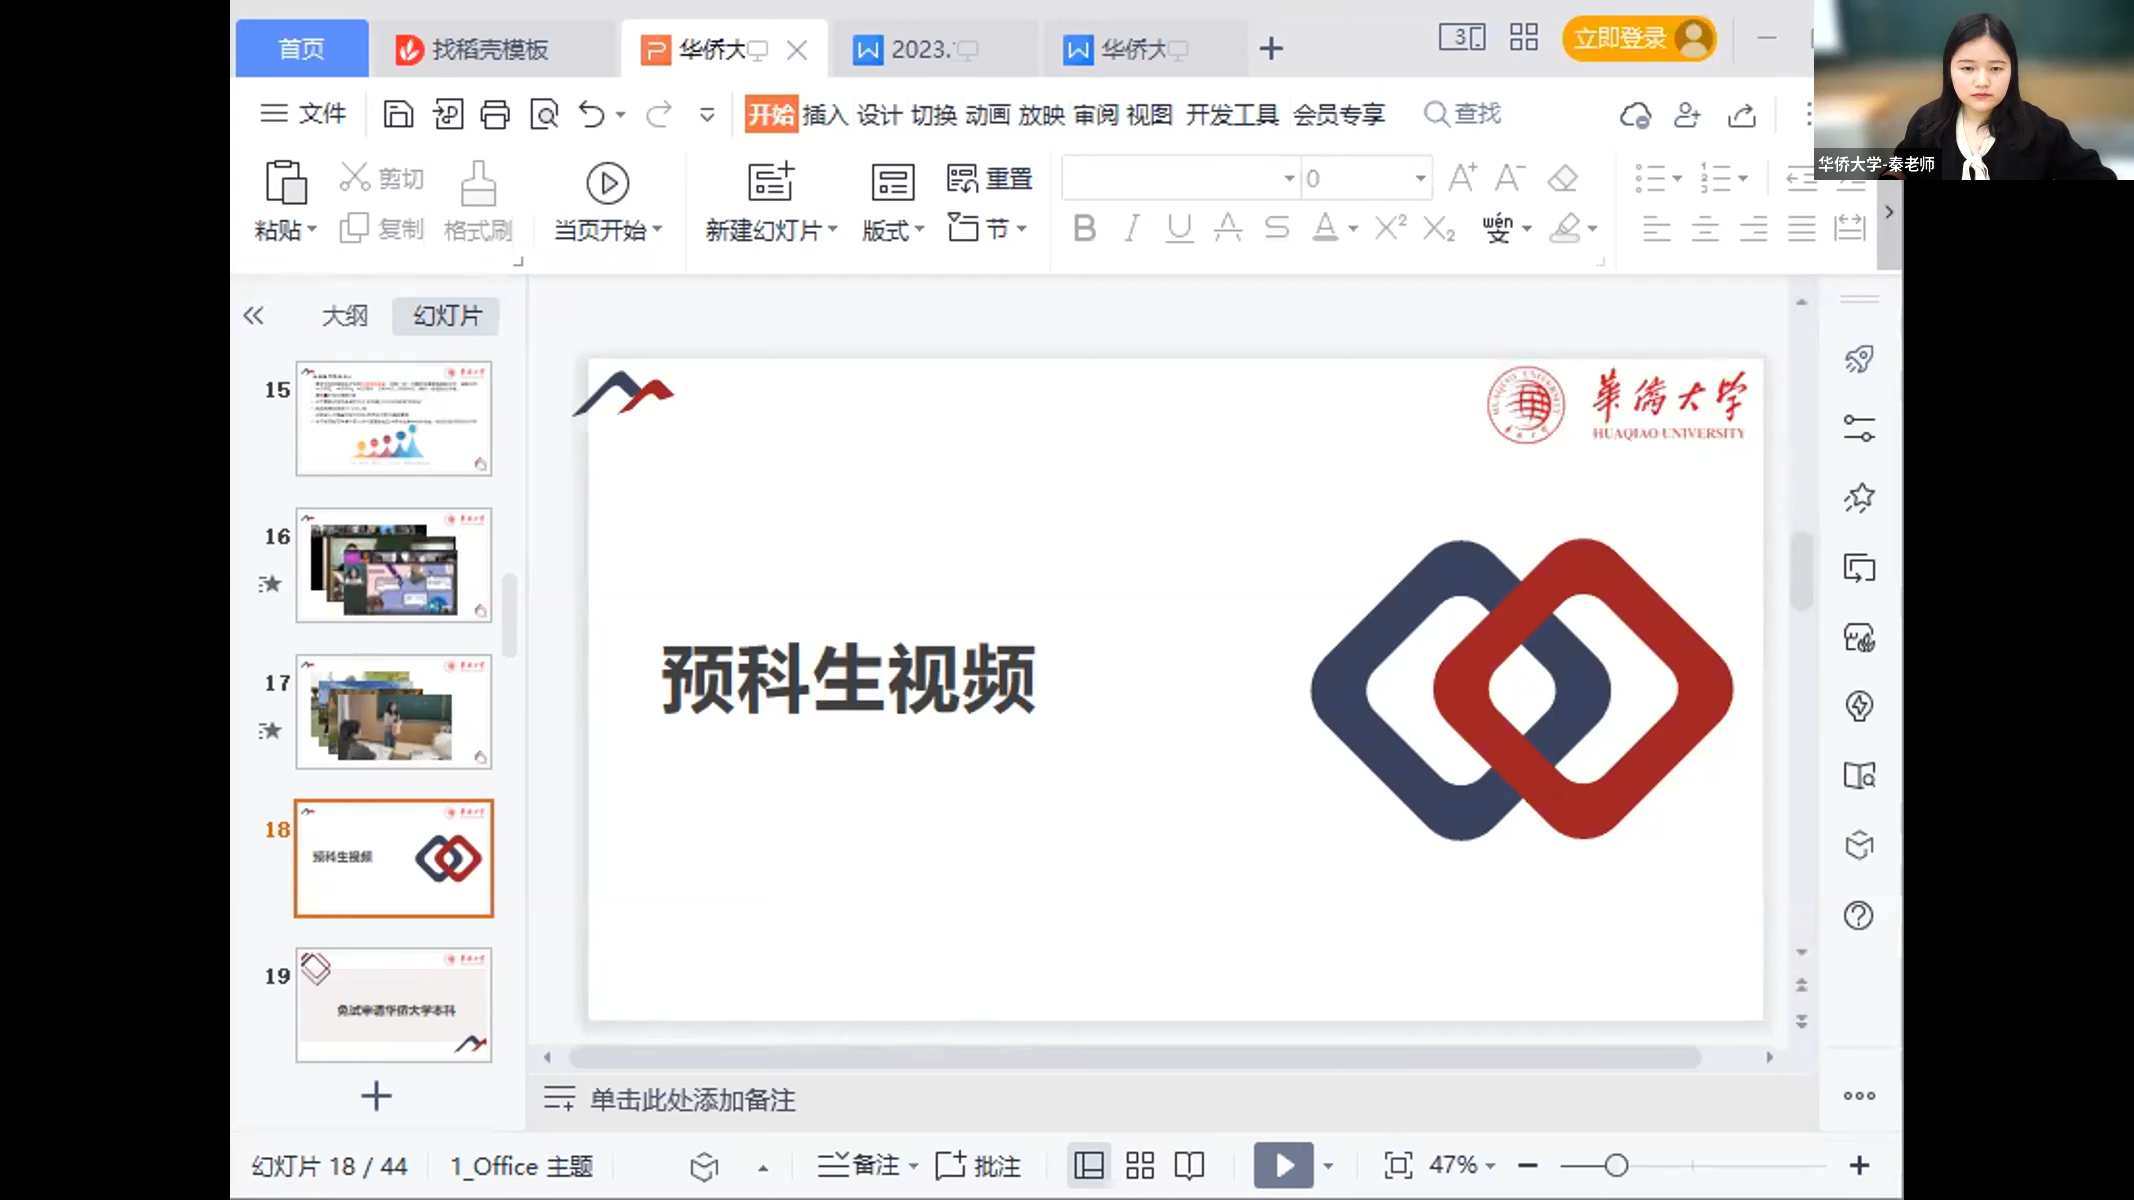 首页
找稻壳模板
华侨大
2023.
华侨大
立即登录
文件
开始 插入 设计 切换 动画 放映 审阅 视图 开发工具 会员专享
查找
华侨大学-秦老师
粘贴
剪切
复制
格式刷
当页开始
新建幻灯片
版式
重置
节
0
wén
文
大纲
幻灯片
15
華僑大学
16
17
18
预科生视频
19
免试申请华侨大学本科
華僑大学
HUAQIAO UNIVERSITY
预科生视频
单击此处添加备注
幻灯片 18 / 44
1_Office 主题
备注
批注
47%